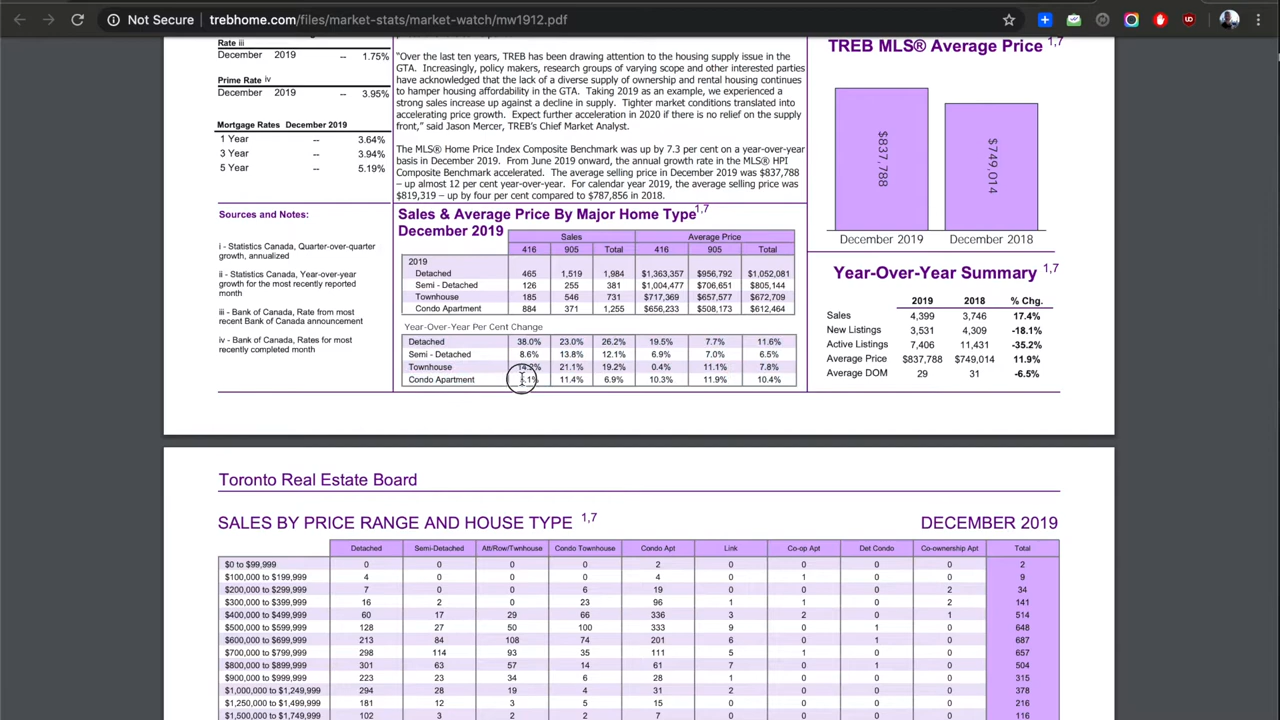 Not Secure | trebhome.com/files/market-stats/market-watch/mw1912.pdf
Rate iii
December 2019 -- 1.75%
Prime Rate iv
December 2019 -- 3.95%
Mortgage Rates December 2019
1 Year -- 3.64%
3 Year -- 3.94%
5 Year -- 5.19%
Sources and Notes:
i - Statistics Canada, Quarter-over-quarter
growth, annualized
ii - Statistics Canada, Year-over-year
growth for the most recently reported
month
iii - Bank of Canada, Rate from most
recent Bank of Canada announcement
iv - Bank of Canada, Rates for most
recently completed month
“Over the last ten years, TREB has been drawing attention to the housing supply issue in the
GTA. Increasingly, policy makers, research groups of varying scope and other interested parties
have acknowledged that the lack of a diverse supply of ownership and rental housing continues
to hamper housing affordability in the GTA. Taking 2019 as an example, we experienced a
strong sales increase up against a decline in supply. Tighter market conditions translated into
accelerating price growth. Expect further acceleration in 2020 if there is no relief on the supply
front,” said Jason Mercer, TREB’s Chief Market Analyst.
The MLS® Home Price Index Composite Benchmark was up by 7.3 per cent on a year-over-year
basis in December 2019. From June 2019 onward, the annual growth rate in the MLS® HPI
Composite Benchmark accelerated. The average selling price in December 2019 was $837,788
– up almost 12 per cent year-over-year. For calendar year 2019, the average selling price was
$819,319 – up by four per cent compared to $787,856 in 2018.
Sales & Average Price By Major Home Type 1,7
December 2019
Sales Average Price
416 905 Total 416 905 Total
2019
Detached 465 1,519 1,984 $1,363,357 $956,792 $1,052,081
Semi - Detached 126 255 381 $1,004,477 $706,651 $805,144
Townhouse 185 546 731 $717,369 $657,577 $672,709
Condo Apartment 884 371 1,255 $656,233 $508,173 $612,464
Year-Over-Year Per Cent Change
Detached 38.0% 23.0% 26.2% 19.5% 7.7% 11.6%
Semi - Detached 8.6% 13.8% 12.1% 6.9% 7.0% 6.5%
Townhouse 21.1% 19.2% 0.4% 11.1% 7.8%
Condo Apartment 11.4% 6.9% 10.3% 11.9% 10.4%
TREB MLS® Average Price 1,7
$837,788 $749,014
December 2019 December 2018
Year-Over-Year Summary 1,7
2019 2018 % Chg.
Sales 4,399 3,746 17.4%
New Listings 3,531 4,309 -18.1%
Active Listings 7,406 11,431 -35.2%
Average Price $837,788 $749,014 11.9%
Average DOM 29 31 -6.5%
Toronto Real Estate Board
SALES BY PRICE RANGE AND HOUSE TYPE 1,7 DECEMBER 2019
Detached Semi-Detached Att/Row/Twnhouse Condo Townhouse Condo Apt Link Co-op Apt Det Condo Co-ownership Apt Total
$0 to $99,999 0 0 0 0 2 0 0 0 0 2
$100,000 to $199,999 4 0 0 0 4 0 1 0 0 9
$200,000 to $299,999 7 0 0 6 19 0 0 0 2 34
$300,000 to $399,999 16 2 0 23 96 1 1 0 2 141
$400,000 to $499,999 60 17 29 66 336 3 2 0 1 514
$500,000 to $599,999 128 27 50 100 333 9 0 1 0 648
$600,000 to $699,999 213 84 108 74 201 6 0 1 0 687
$700,000 to $799,999 298 114 93 35 111 5 1 0 0 657
$800,000 to $899,999 301 63 57 14 61 7 0 1 0 504
$900,000 to $999,999 223 23 34 6 28 1 0 0 0 315
$1,000,000 to $1,249,999 294 28 19 4 31 2 0 0 0 378
$1,250,000 to $1,499,999 181 12 3 5 15 0 0 0 0 216
$1,500,000 to $1,749,999 102 3 2 2 7 0 0 0 0 116